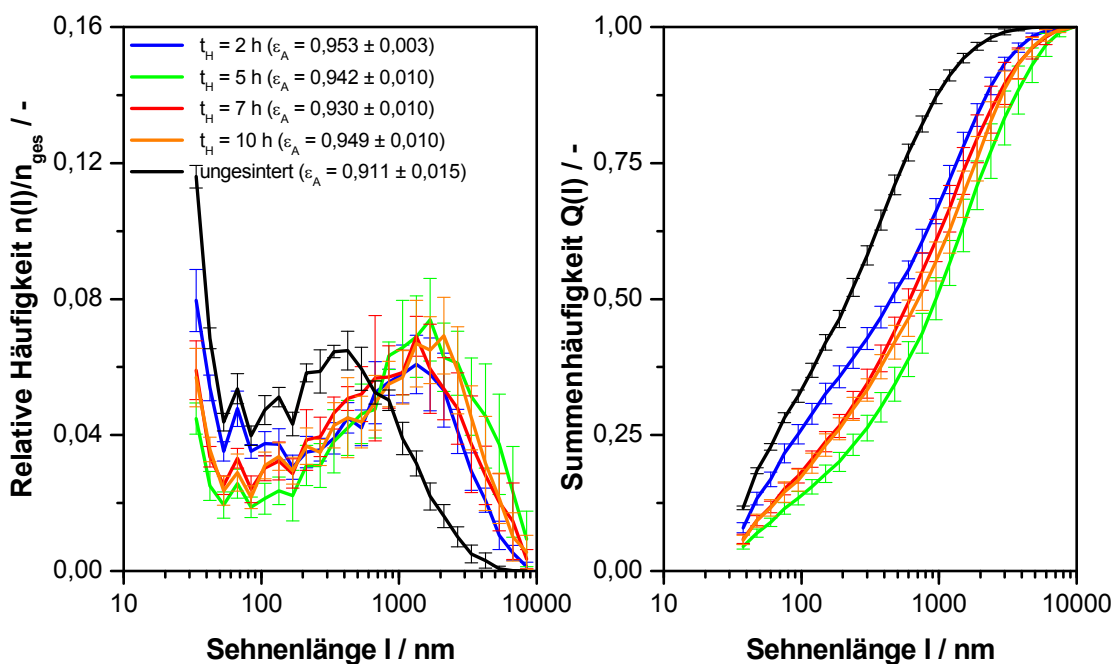 0,16
0,12
0,08
0,04
0,00
Relative Häufigkeit n(l)/n_ges / -
t_H = 2 h (ε_A = 0,953 ± 0,003)
t_H = 5 h (ε_A = 0,942 ± 0,010)
t_H = 7 h (ε_A = 0,930 ± 0,010)
t_H = 10 h (ε_A = 0,949 ± 0,010)
ungesintert (ε_A = 0,911 ± 0,015)
10 100 1000 10000
Sehnenlänge l / nm
1,00
0,75
0,50
0,25
0,00
Summenhäufigkeit Q(l) / -
10 100 1000 10000
Sehnenlänge l / nm